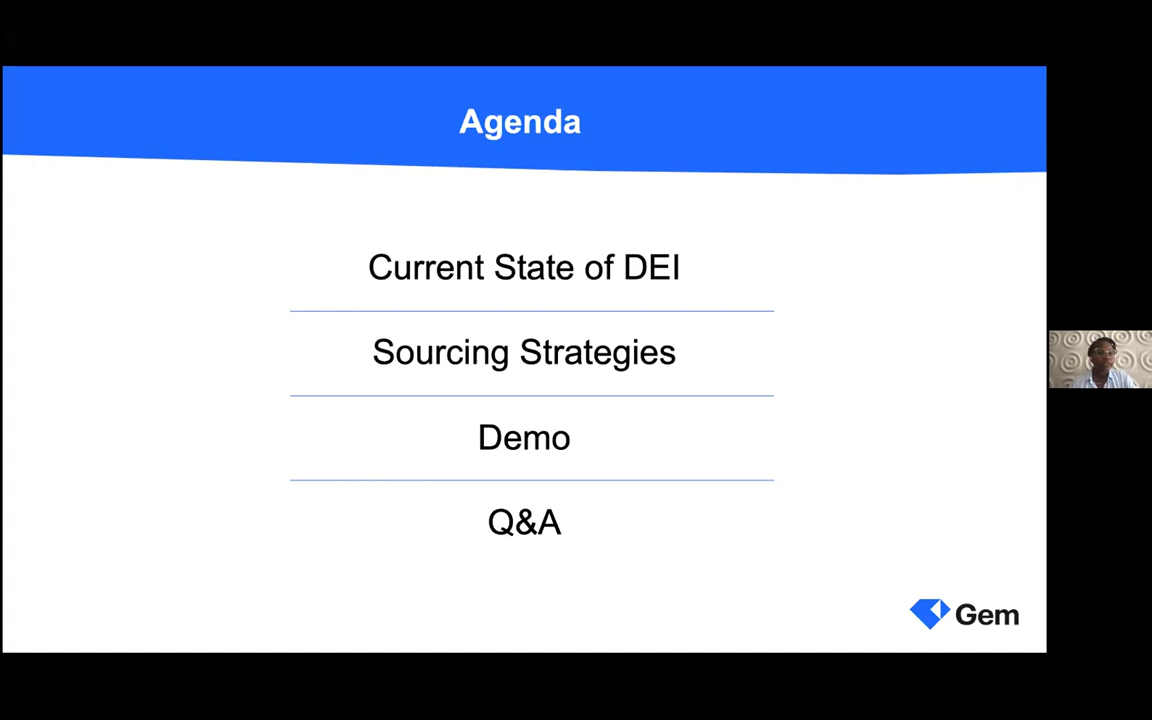 Agenda
Current State of DEI
Sourcing Strategies
Demo
Q&A
Gem